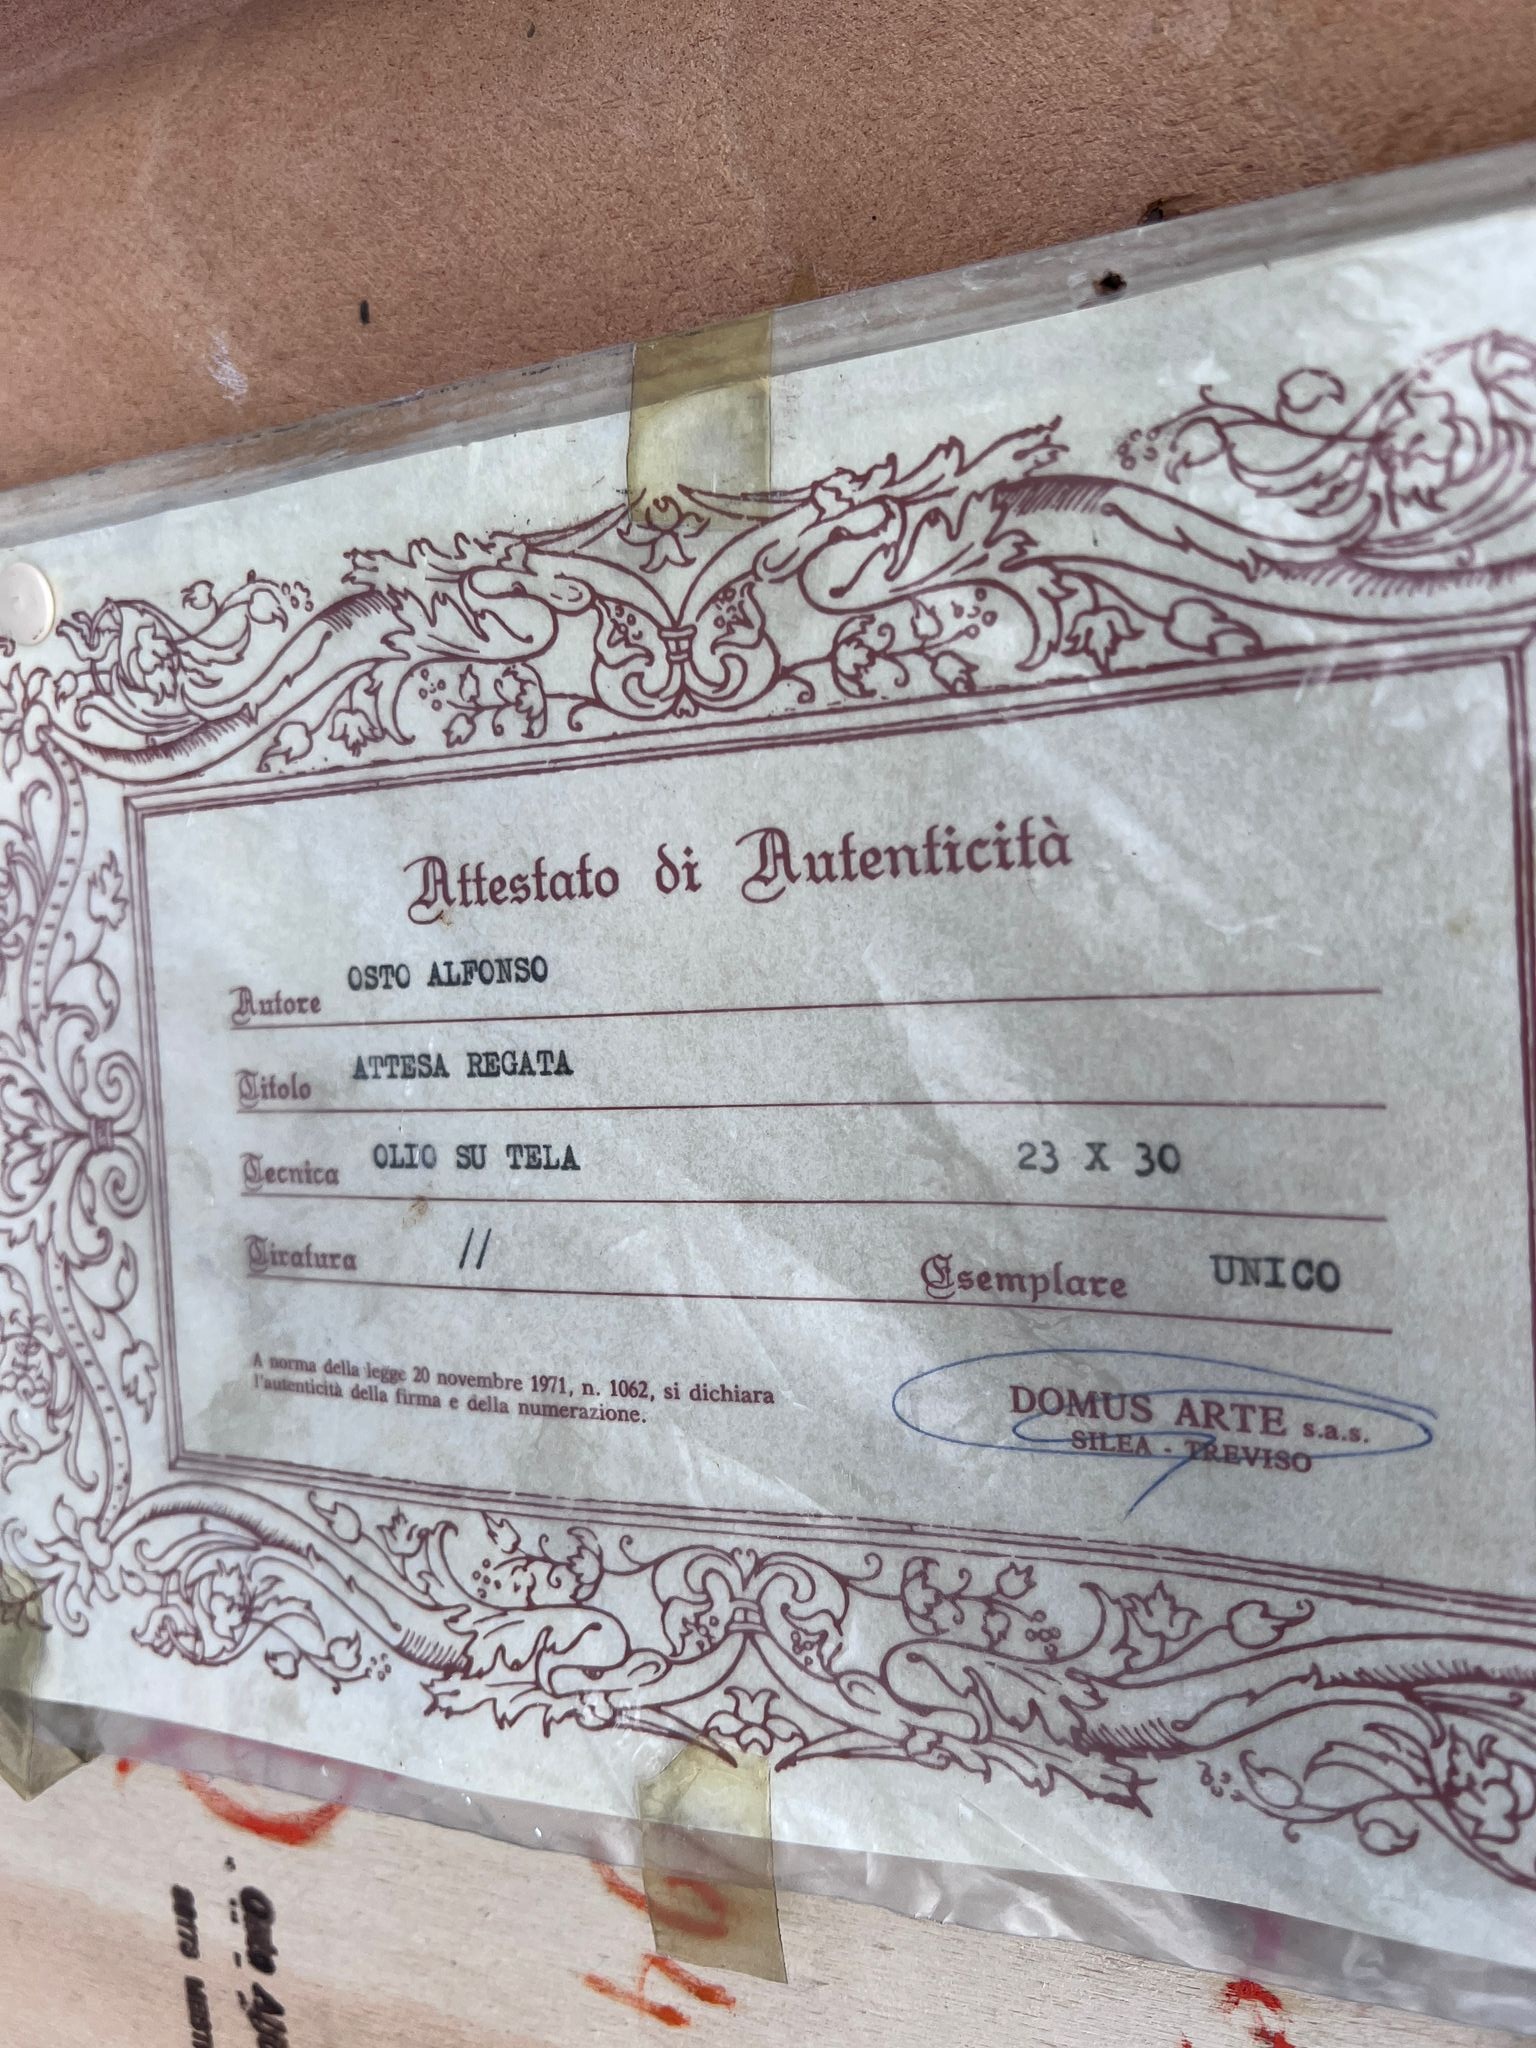 Attestato di Autenticità
Autore OSTO ALFONSO
Titolo ATTESA REGATA
Tecnica OLIO SU TELA 23 X 30
Tiratura // Esemplare UNICO
A norma della legge 20 novembre 1971, n. 1062, si dichiara
l'autenticità della firma e della numerazione.
DOMUS ARTE s.a.s.
SILEA - TREVISO